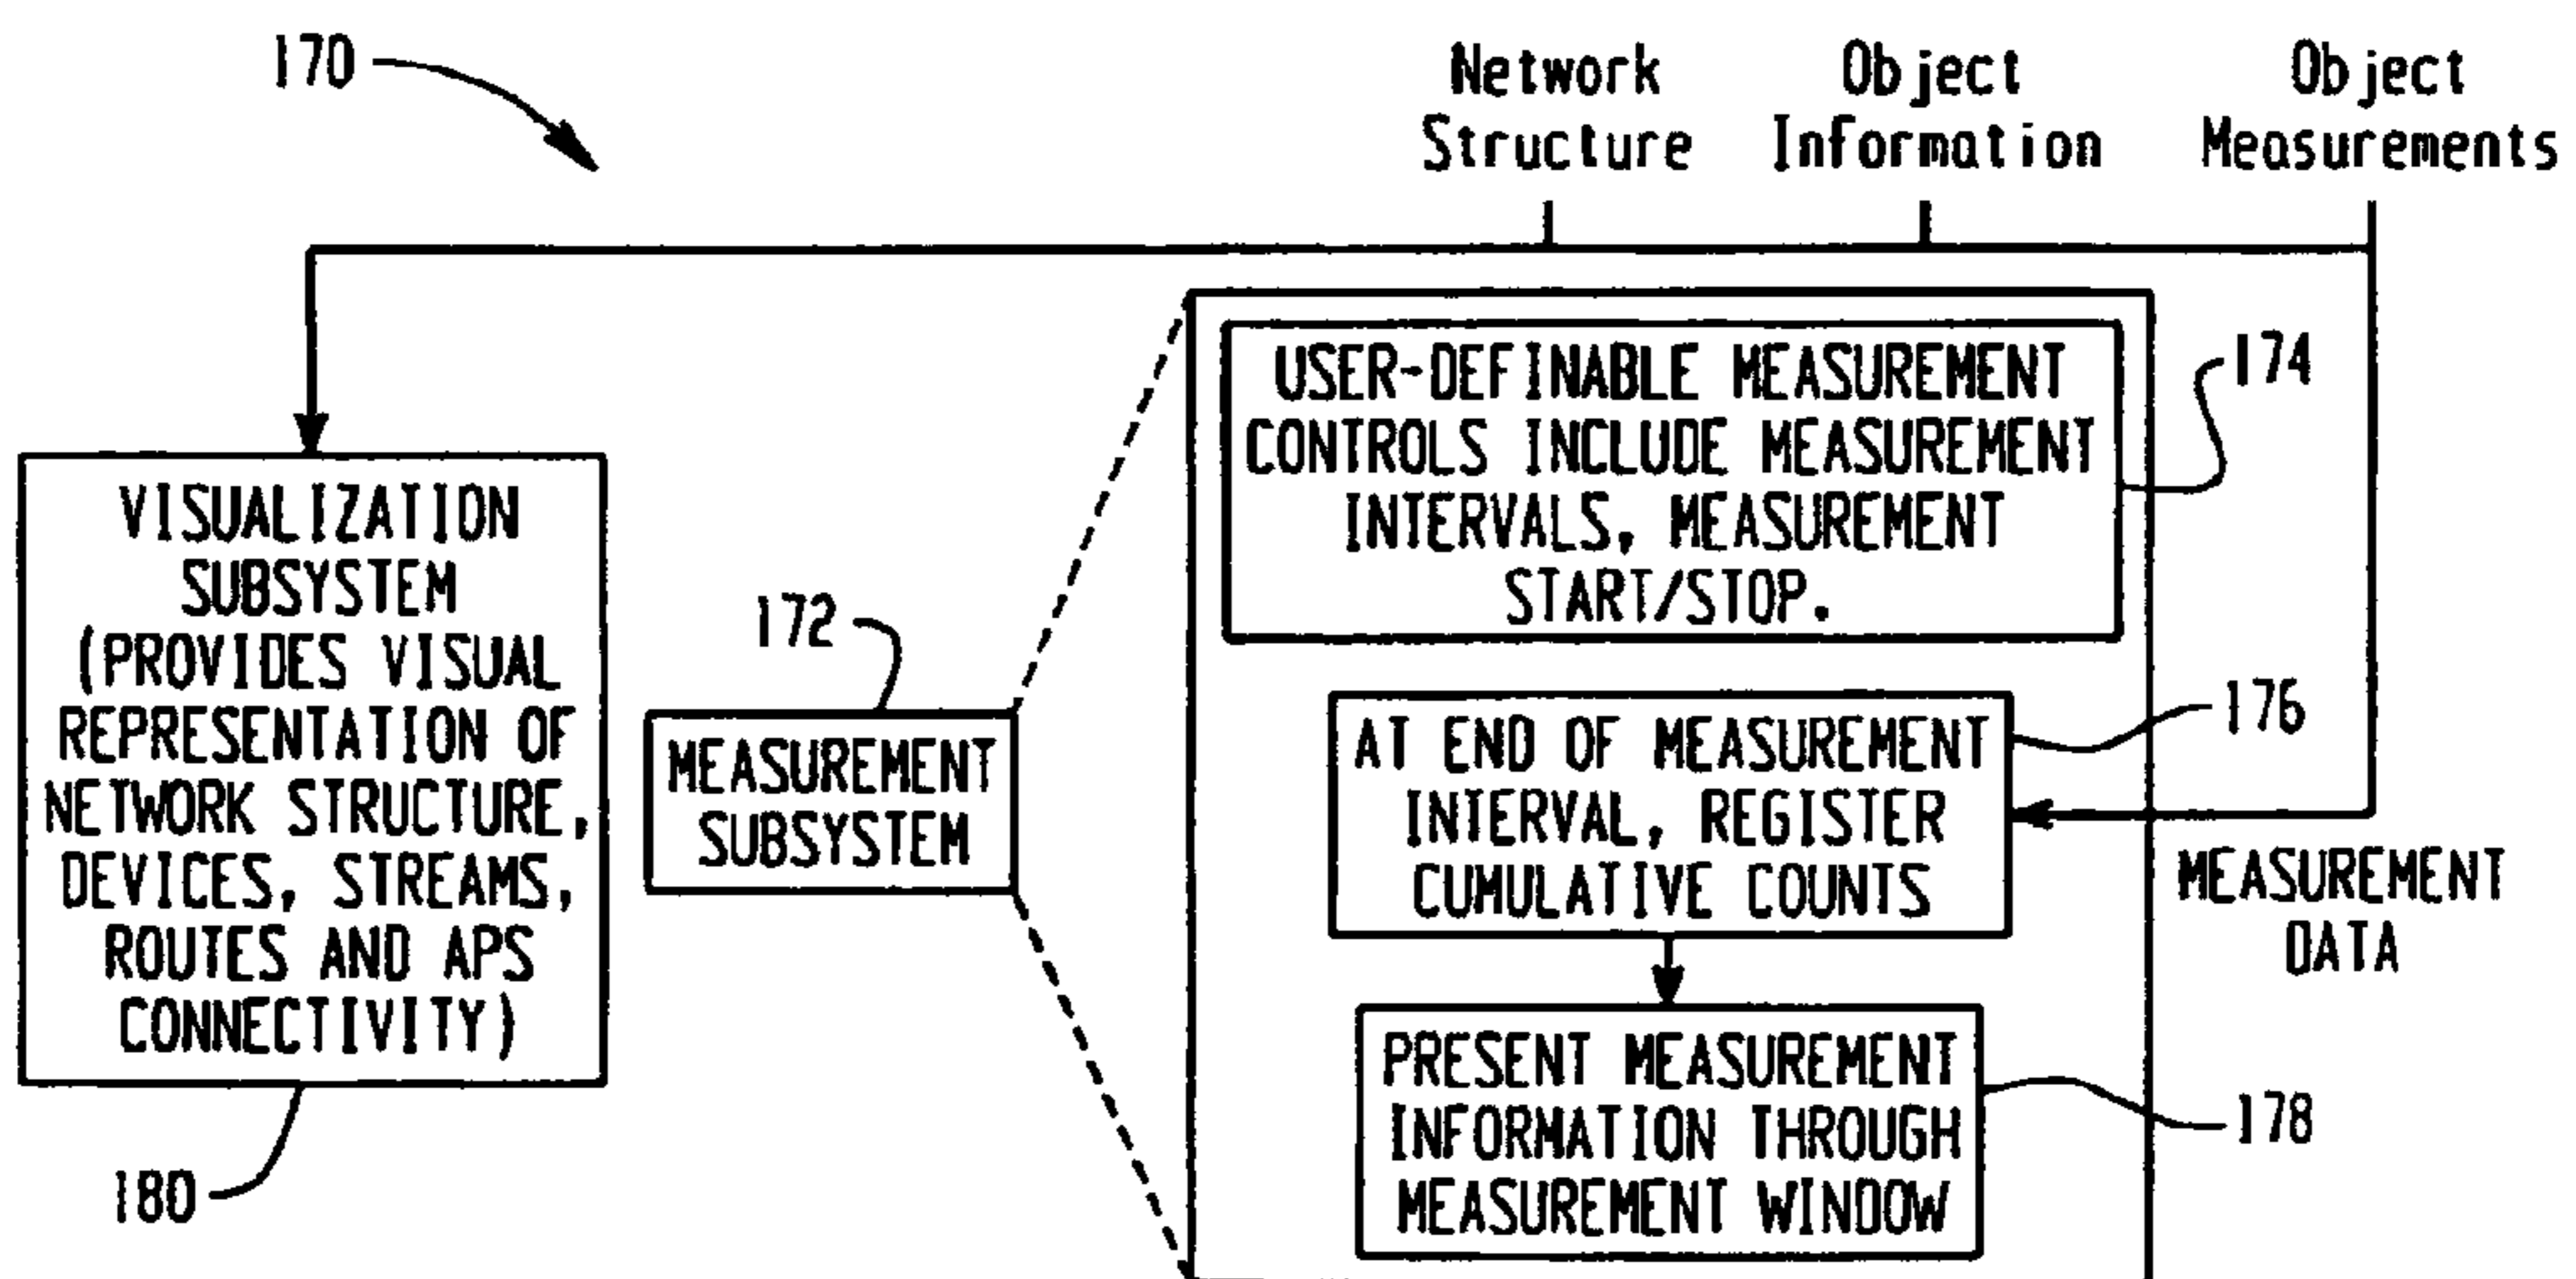 170
Network
Structure
Object
Information
Object
Measurements
USER-DEFINABLE MEASUREMENT
CONTROLS INCLUDE MEASUREMENT
INTERVALS, MEASUREMENT
START/STOP.
174
VISUALIZATION
SUBSYSTEM
(PROVIDES VISUAL
REPRESENTATION OF
NETWORK STRUCTURE,
DEVICES, STREAMS,
ROUTES AND APS
CONNECTIVITY)
180
172
MEASUREMENT
SUBSYSTEM
AT END OF MEASUREMENT
INTERVAL, REGISTER
CUMULATIVE COUNTS
176
MEASUREMENT
DATA
PRESENT MEASUREMENT
INFORMATION THROUGH
MEASUREMENT WINDOW
178